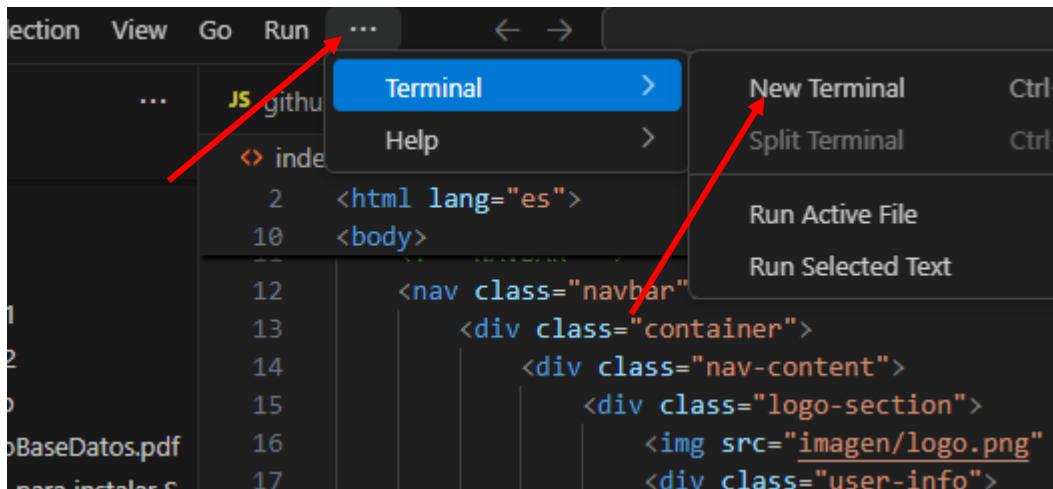 lection View Go Run ...
Terminal
Help
New Terminal Ctrl
Split Terminal Ctrl
Run Active File
Run Selected Text
...
JS githu
<> inde
2 <html lang="es">
10 <body>
12 <nav class="navbar"
13 <div class="container">
14 <div class="nav-content">
15 <div class="logo-section">
16 <img src="imagen/logo.png"
17 <div class="user-info">
1
2
oBaseDatos.pdf
para instalar S